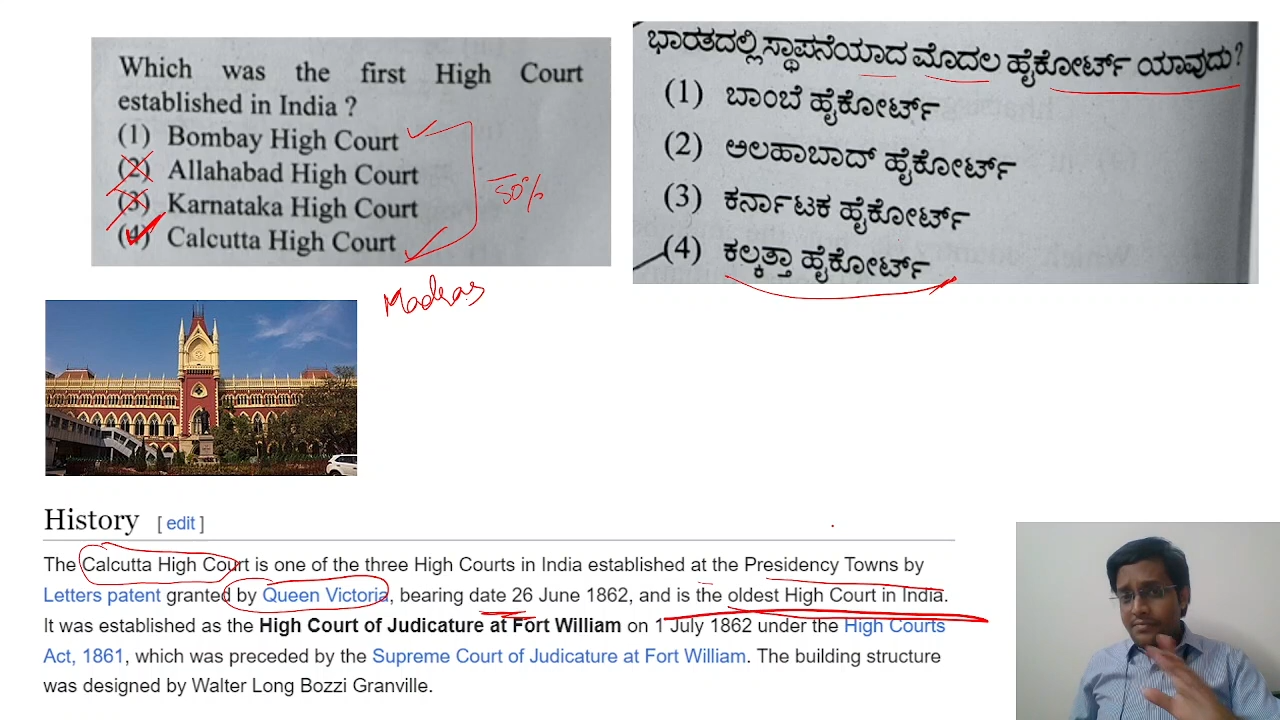 Which was the first High Court
established in India ?
(1) Bombay High Court
(2) Allahabad High Court
(3) Karnataka High Court
(4) Calcutta High Court
50%
Madras
ಭಾರತದಲ್ಲಿ ಸ್ಥಾಪನೆಯಾದ ಮೊದಲ ಹೈಕೋರ್ಟ್ ಯಾವುದು?
(1) ಬಾಂಬೆ ಹೈಕೋರ್ಟ್
(2) ಅಲಹಾಬಾದ್ ಹೈಕೋರ್ಟ್
(3) ಕರ್ನಾಟಕ ಹೈಕೋರ್ಟ್
(4) ಕಲ್ಕತ್ತಾ ಹೈಕೋರ್ಟ್
History [ edit ]
The Calcutta High Court is one of the three High Courts in India established at the Presidency Towns by
Letters patent granted by Queen Victoria, bearing date 26 June 1862, and is the oldest High Court in India.
It was established as the High Court of Judicature at Fort William on 1 July 1862 under the High Courts
Act, 1861, which was preceded by the Supreme Court of Judicature at Fort William. The building structure
was designed by Walter Long Bozzi Granville.